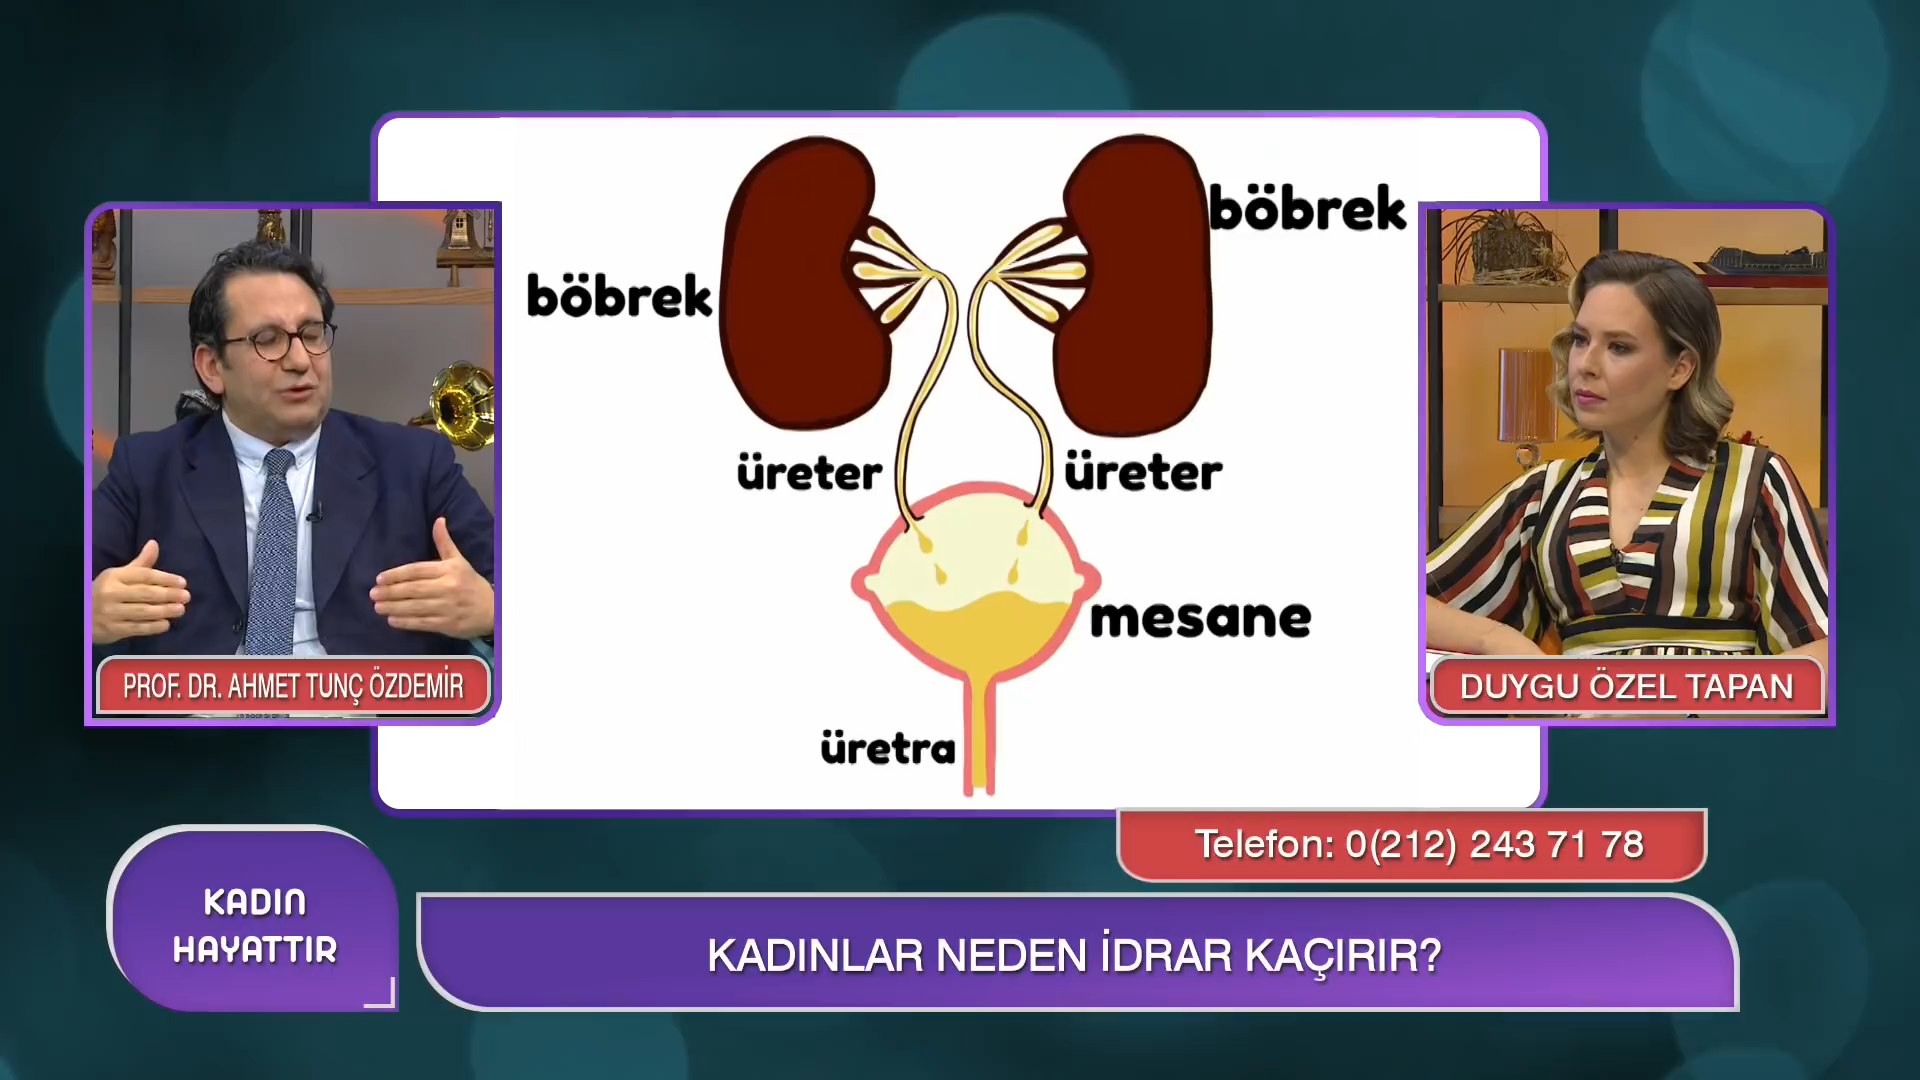 böbrek
böbrek
üreter
üreter
mesane
üretra
PROF. DR. AHMET TUNÇ ÖZDEMİR
DUYGU ÖZEL TAPAN
Telefon: 0(212) 243 71 78
KADIN
HAYATTIR
KADINLAR NEDEN İDRAR KAÇIRIR?